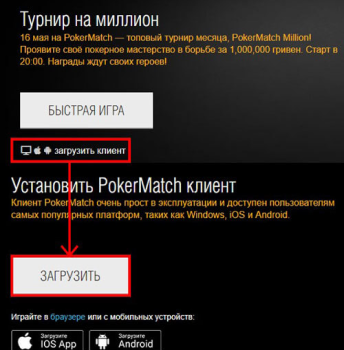 Турнир на миллион
16 мая на PokerMatch — топовый турнир месяца, PokerMatch Million!
Проявите своё покерное мастерство в борьбе за 1,000,000 гривен. Старт в
20:00. Награды ждут своих героев!
БЫСТРАЯ ИГРА
загрузить клиент
Установить PokerMatch клиент
Клиент PokerMatch очень прост в эксплуатации и доступен пользователям
самых популярных платформ, таких как Windows, iOS и Android.
ЗАГРУЗИТЬ
Играйте в браузере или с мобильных устройств:
Загрузите
IOS App
Загрузите
Android